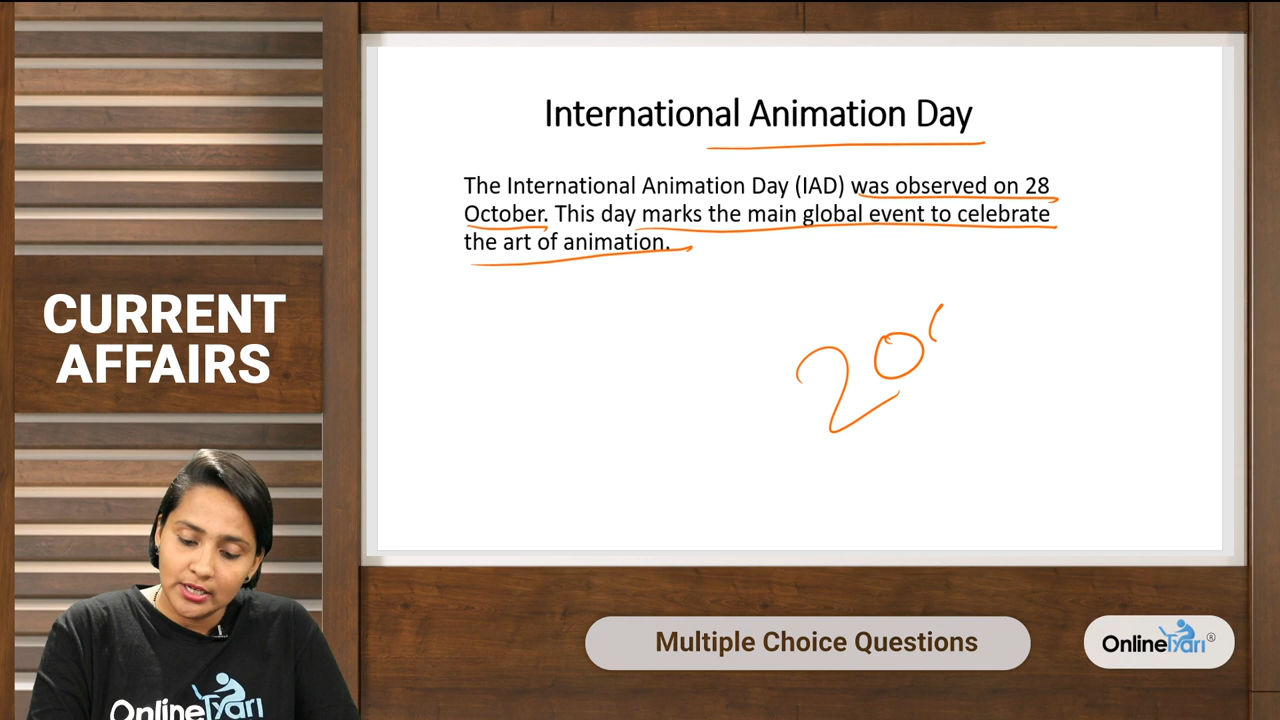 International Animation Day
The International Animation Day (IAD) was observed on 28
October. This day marks the main global event to celebrate
the art of animation.
20
CURRENT
AFFAIRS
Multiple Choice Questions
OnlineTyari®
OnlineTyari